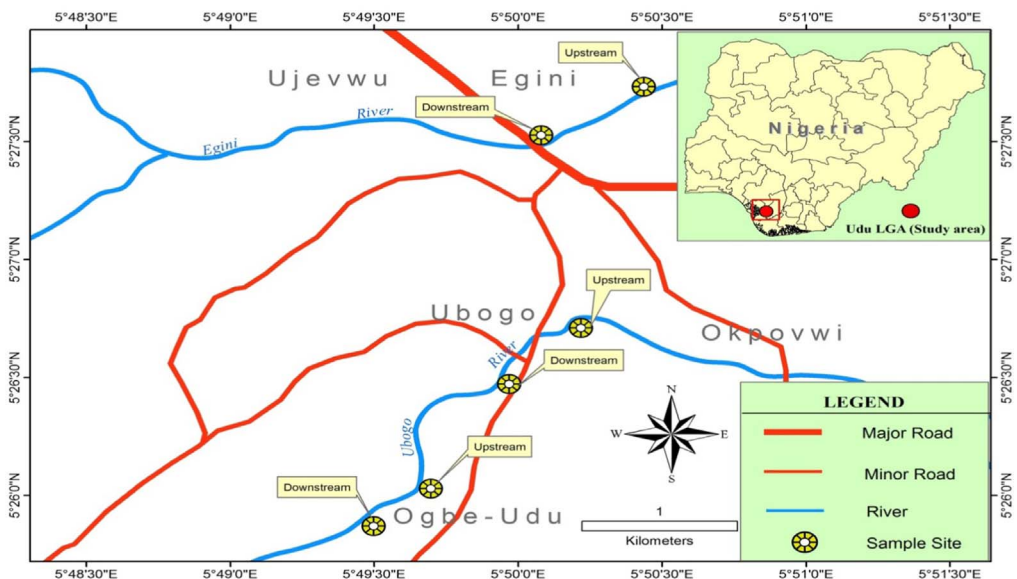 5°48'30"E 5°49'0"E 5°49'30"E 5°50'0"E 5°50'30"E 5°51'0"E 5°51'30"E
Upstream
Ujevwu Egini
Downstream
River
Egini
5°27'30"N
5°27'30"N
Nigeria
Udu LGA (Study area)
5°27'0"N
5°27'0"N
Upstream
Ubogo
Okpovwi
River
Downstream
5°26'30"N
5°26'30"N
Ubogo
Upstream
Downstream
Ogbe-Udu
5°26'0"N
5°26'0"N
N
W E
S
1
Kilometers
LEGEND
Major Road
Minor Road
River
Sample Site
5°48'30"E 5°49'0"E 5°49'30"E 5°50'0"E 5°50'30"E 5°51'0"E 5°51'30"E